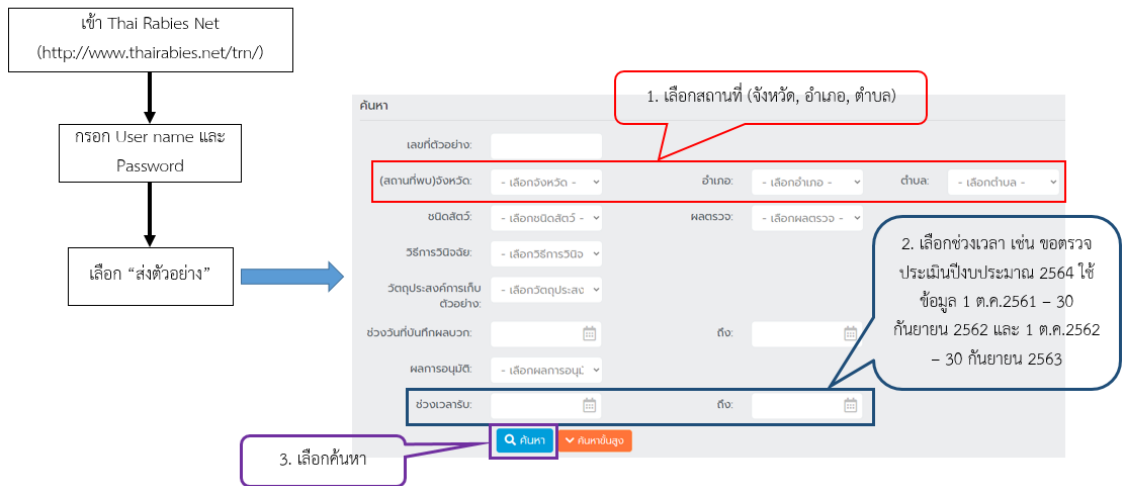 เข้า Thai Rabies Net
(http://www.thairabies.net/trn/)
กรอก User name และ
Password
เลือก “ส่งตัวอย่าง”
1. เลือกสถานที่ (จังหวัด, อำเภอ, ตำบล)
ค้นหา
เลขที่ตัวอย่าง:
(สถานที่พบ)จังหวัด: - เลือกจังหวัด - อำเภอ: - เลือกอำเภอ - ตำบล: - เลือกตำบล -
ชนิดสัตว์: - เลือกชนิดสัตว์ - ผลตรวจ: - เลือกผลตรวจ -
วิธีการวินิจฉัย: - เลือกวิธีการวินิจ
วัตถุประสงค์การเก็บ
ตัวอย่าง:
- เลือกวัตถุประสง
ช่วงวันที่บันทึกผลบวก: ถึง:
ผลการอนุมัติ: - เลือกผลการอนุมั
ช่วงเวลารับ: ถึง:
ค้นหา ค้นหาขั้นสูง
2. เลือกช่วงเวลา เช่น ขอตรวจ
ประเมินปีงบประมาณ 2564 ใช้
ข้อมูล 1 ต.ค.2561 – 30
กันยายน 2562 และ 1 ต.ค.2562
– 30 กันยายน 2563
3. เลือกค้นหา